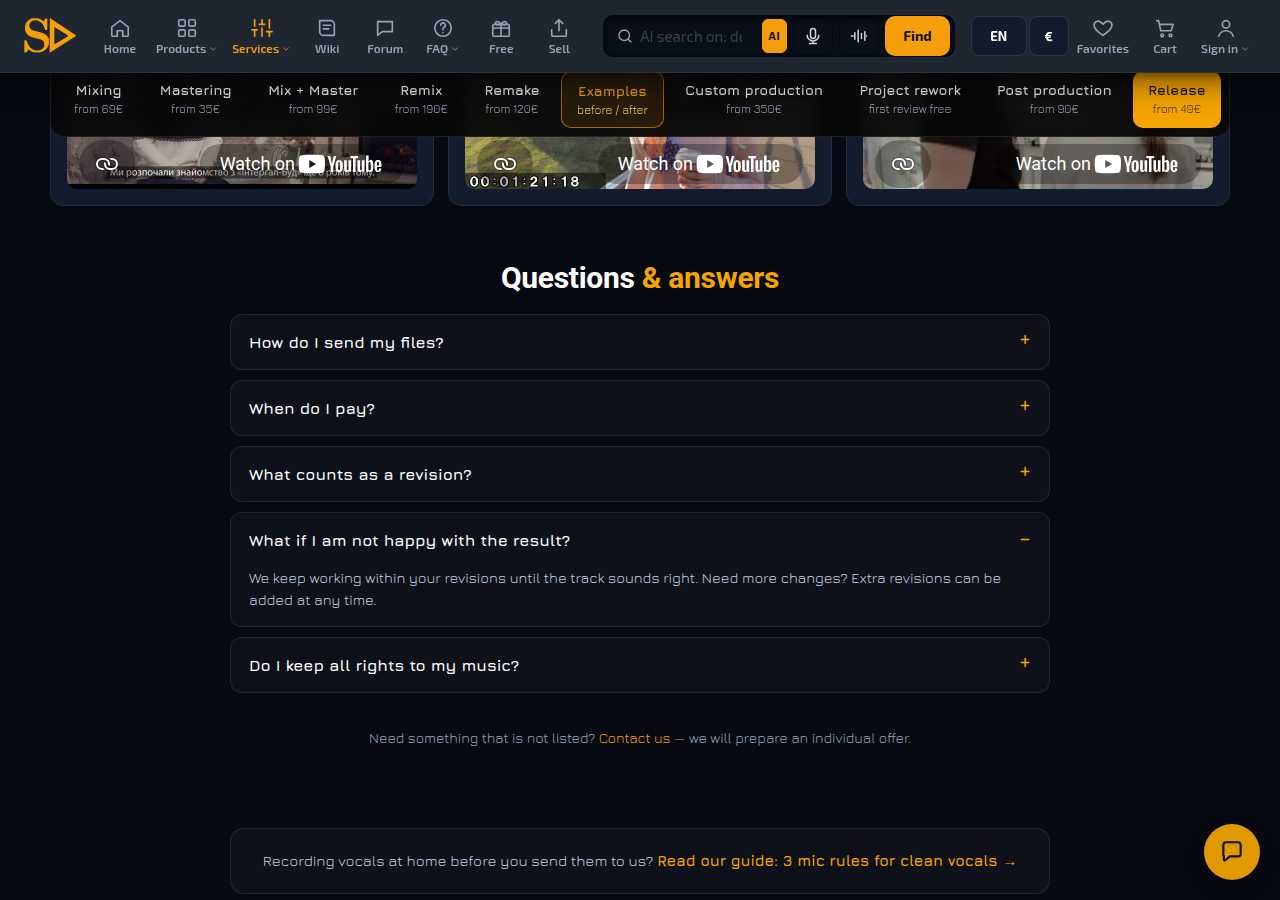 SD
Home
Products
Services
Wiki
Forum
FAQ
Free
Sell
AI search on: d
AI
Find
EN
€
Favorites
Cart
Sign in
Mixing
from 69€
Mastering
from 35€
Mix + Master
from 99€
Remix
from 190€
Remake
from 120€
Examples
before / after
Custom production
from 350€
Project rework
first review free
Post production
from 90€
Release
from 49€
Watch on YouTube
Ми розпочали знайомство з «Інтергал-Буд»
років тому,
Watch on YouTube
00:01:21:18
Watch on YouTube
Questions & answers
How do I send my files?
+
When do I pay?
+
What counts as a revision?
+
What if I am not happy with the result?
−
We keep working within your revisions until the track sounds right. Need more changes? Extra revisions can be
added at any time.
Do I keep all rights to my music?
+
Need something that is not listed? Contact us — we will prepare an individual offer.
Recording vocals at home before you send them to us? Read our guide: 3 mic rules for clean vocals →